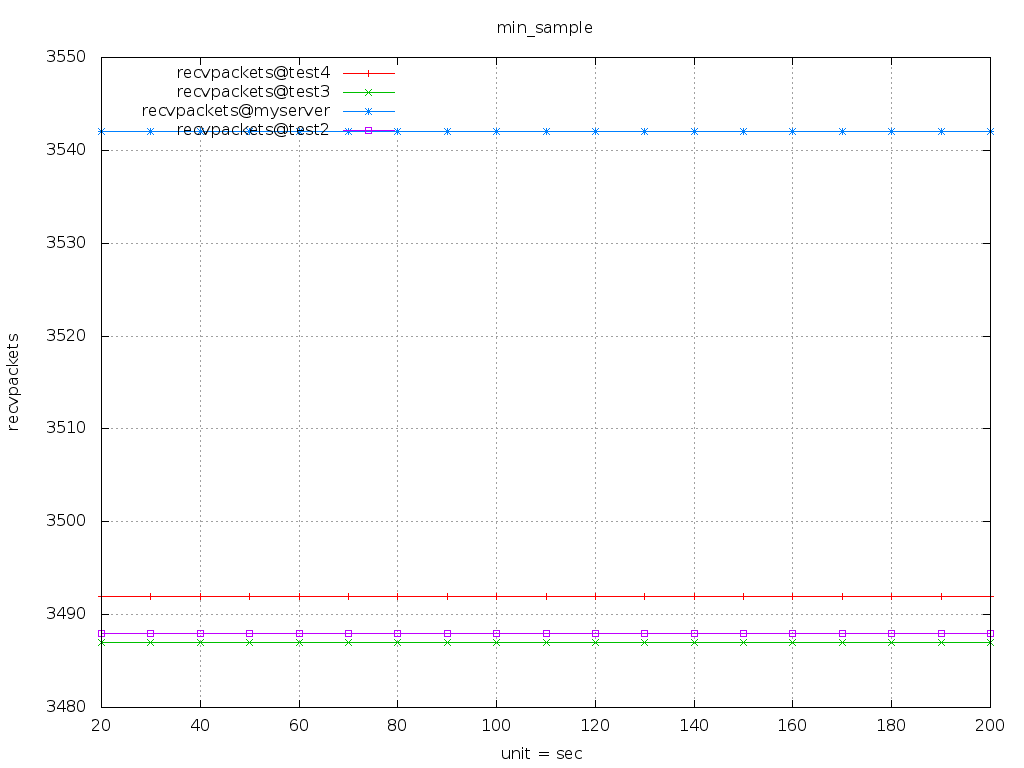 min_sample
3550
recvpackets@test4
recvpackets@test3
recvpackets@myserver
recvpackets@test2
3540
3530
3520
recvpackets
3510
3500
3490
3480
20 40 60 80 100 120 140 160 180 200
unit = sec